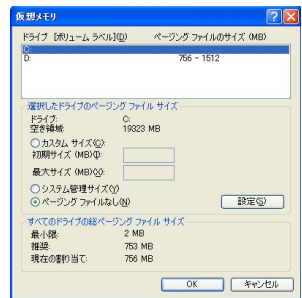 仮想メモリ
ドライブ [ボリューム ラベル](D) ページング ファイルのサイズ (MB)
C:
D: 756 - 1512
選択したドライブのページング ファイル サイズ
ドライブ: C:
空き領域: 19323 MB
カスタム サイズ(C):
初期サイズ (MB)(I):
最大サイズ (MB)(X):
システム管理サイズ(Y)
ページング ファイルなし(N) 設定(S)
すべてのドライブの総ページング ファイル サイズ
最小限: 2 MB
推奨: 753 MB
現在の割り当て: 756 MB
OK キャンセル